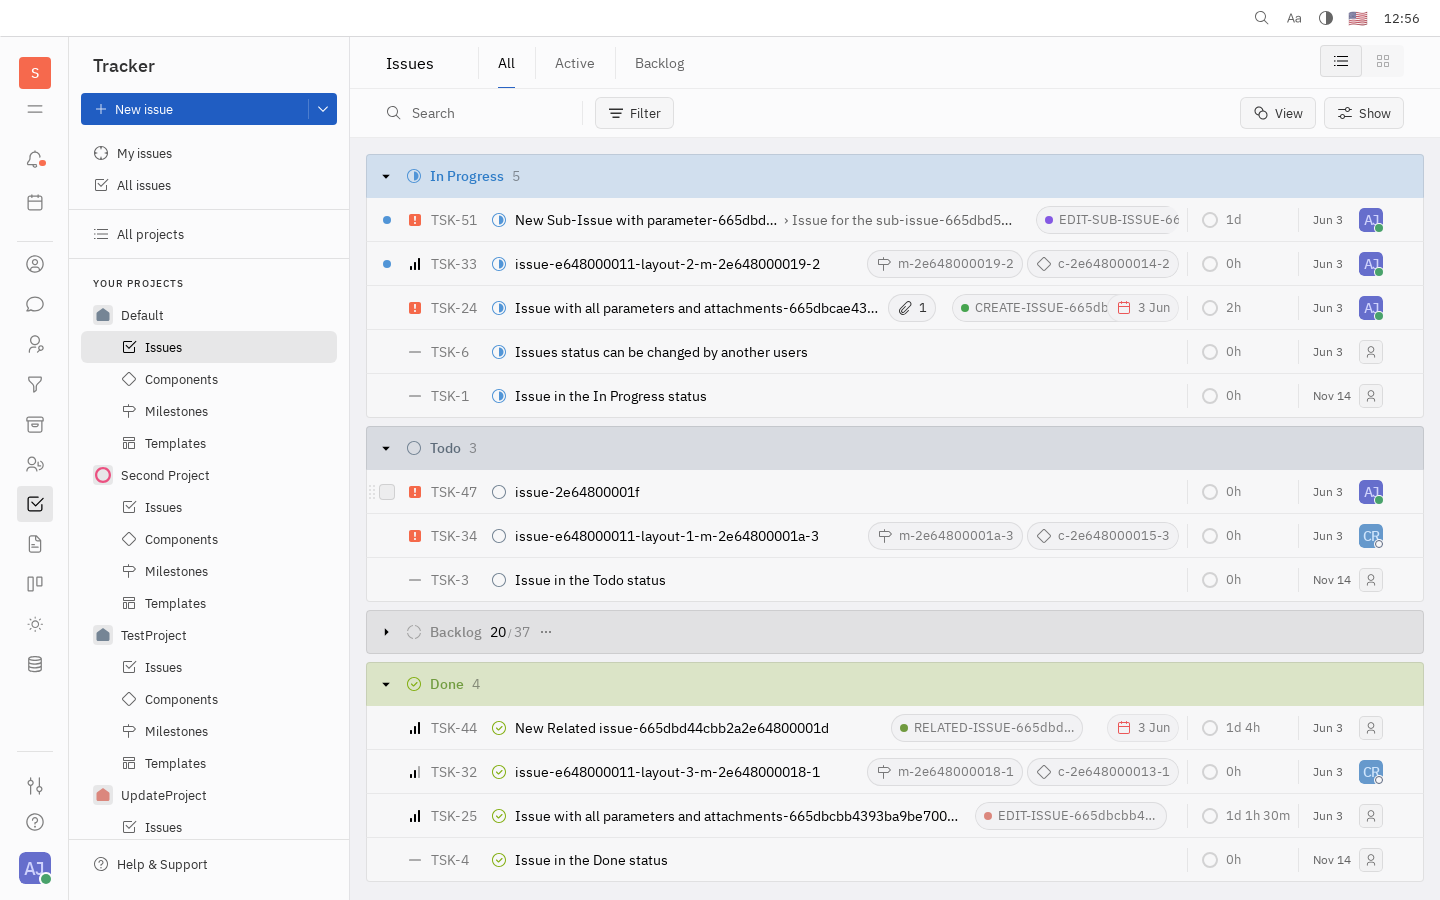 Aa 12:56
S
Tracker
New issue
My issues
All issues
All projects
YOUR PROJECTS
Default
Issues
Components
Milestones
Templates
Second Project
Issues
Components
Milestones
Templates
TestProject
Issues
Components
Milestones
Templates
UpdateProject
Issues
Help & Support
AJ
Issues All Active Backlog
Search Filter View Show
In Progress 5
TSK-51 New Sub-Issue with parameter-665dbd... › Issue for the sub-issue-665dbd5... EDIT-SUB-ISSUE-66 1d Jun 3 AJ
TSK-33 issue-e648000011-layout-2-m-2e648000019-2 m-2e648000019-2 c-2e648000014-2 0h Jun 3 AJ
TSK-24 Issue with all parameters and attachments-665dbcae43... 1 CREATE-ISSUE-665db 3 Jun 2h Jun 3 AJ
TSK-6 Issues status can be changed by another users 0h Jun 3
TSK-1 Issue in the In Progress status 0h Nov 14
Todo 3
TSK-47 issue-2e64800001f 0h Jun 3 AJ
TSK-34 issue-e648000011-layout-1-m-2e64800001a-3 m-2e64800001a-3 c-2e648000015-3 0h Jun 3 CR
TSK-3 Issue in the Todo status 0h Nov 14
Backlog 20/37 ...
Done 4
TSK-44 New Related issue-665dbd44cbb2a2e64800001d RELATED-ISSUE-665dbd... 3 Jun 1d 4h Jun 3
TSK-32 issue-e648000011-layout-3-m-2e648000018-1 m-2e648000018-1 c-2e648000013-1 0h Jun 3 CR
TSK-25 Issue with all parameters and attachments-665dbcbb4393ba9be700... EDIT-ISSUE-665dbcbb4... 1d 1h 30m Jun 3
TSK-4 Issue in the Done status 0h Nov 14